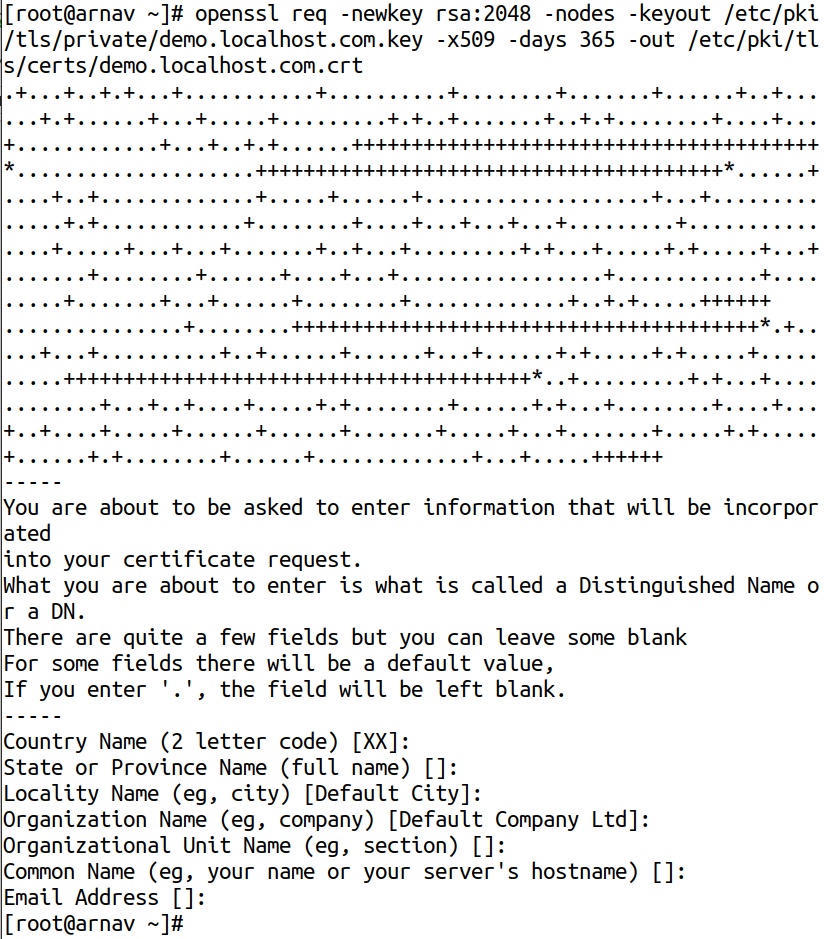 [root@arnav ~]# openssl req -newkey rsa:2048 -nodes -keyout /etc/pki
/tls/private/demo.localhost.com.key -x509 -days 365 -out /etc/pki/tl
s/certs/demo.localhost.com.crt
.+...+..+.+...+...........+..........+........+.......+......+..+...
...+.+......+...+.....+.........+.+..+.......+..+.+........+....+...
+............+...+..+.+......+++++++++++++++++++++++++++++++++++++++
*....................+++++++++++++++++++++++++++++++++++++++*......+
....+..+.............+.....+......+...................+...+.........
.....+.+............+........+....+...+...+...+.........+...........
....+.....+...+...+.......+..+...+.........+.+...+.....+.+.....+...+
.......+........+......+....+...+.................+............+....
.....+.......+...+......+........+.............+..+.+.....++++++
...............+........+++++++++++++++++++++++++++++++++++++++*.+..
...+...+..........+..+......+......+...+......+.+.....+.+.....+.....
.....+++++++++++++++++++++++++++++++++++++++*..+.........+.+...+....
........+...+..+....+.....+.+........+......+.+...+........+....+...
+..+....+.....+......+......+.......+.....+...+.......+.....+.+.....
+......+.+........+......+.............+...+.....++++++
-----
You are about to be asked to enter information that will be incorpor
ated
into your certificate request.
What you are about to enter is what is called a Distinguished Name o
r a DN.
There are quite a few fields but you can leave some blank
For some fields there will be a default value,
If you enter '.', the field will be left blank.
-----
Country Name (2 letter code) [XX]:
State or Province Name (full name) []:
Locality Name (eg, city) [Default City]:
Organization Name (eg, company) [Default Company Ltd]:
Organizational Unit Name (eg, section) []:
Common Name (eg, your name or your server's hostname) []:
Email Address []:
[root@arnav ~]#